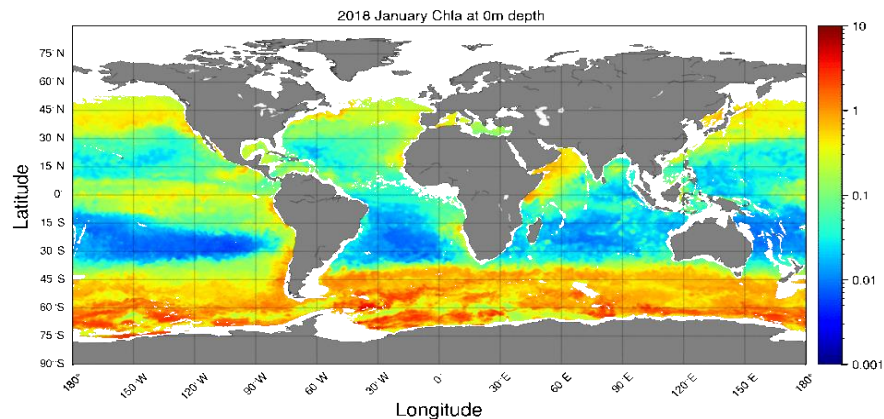 2018 January Chla at 0m depth
75° N
60° N
45° N
30° N
15° N
0°
15° S
30° S
45° S
60° S
75° S
90° S
Latitude
180°
150° W
120° W
90° W
60° W
30° W
0°
30° E
60° E
90° E
120° E
150° E
180°
Longitude
10
1
0.1
0.01
0.001